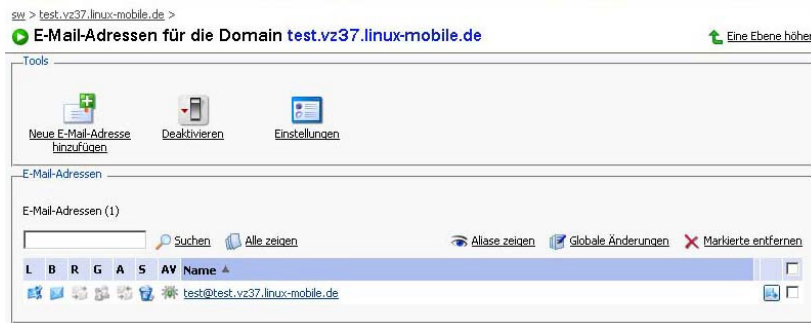 sw > test.vz37.linux-mobile.de >
E-Mail-Adressen für die Domain test.vz37.linux-mobile.de
Eine Ebene höher
Tools
Neue E-Mail-Adresse hinzufügen
Deaktivieren
Einstellungen
E-Mail-Adressen
E-Mail-Adressen (1)
Suchen
Alle zeigen
Aliase zeigen
Globale Änderungen
Markierte entfernen
L B R G A S AV Name
test@test.vz37.linux-mobile.de